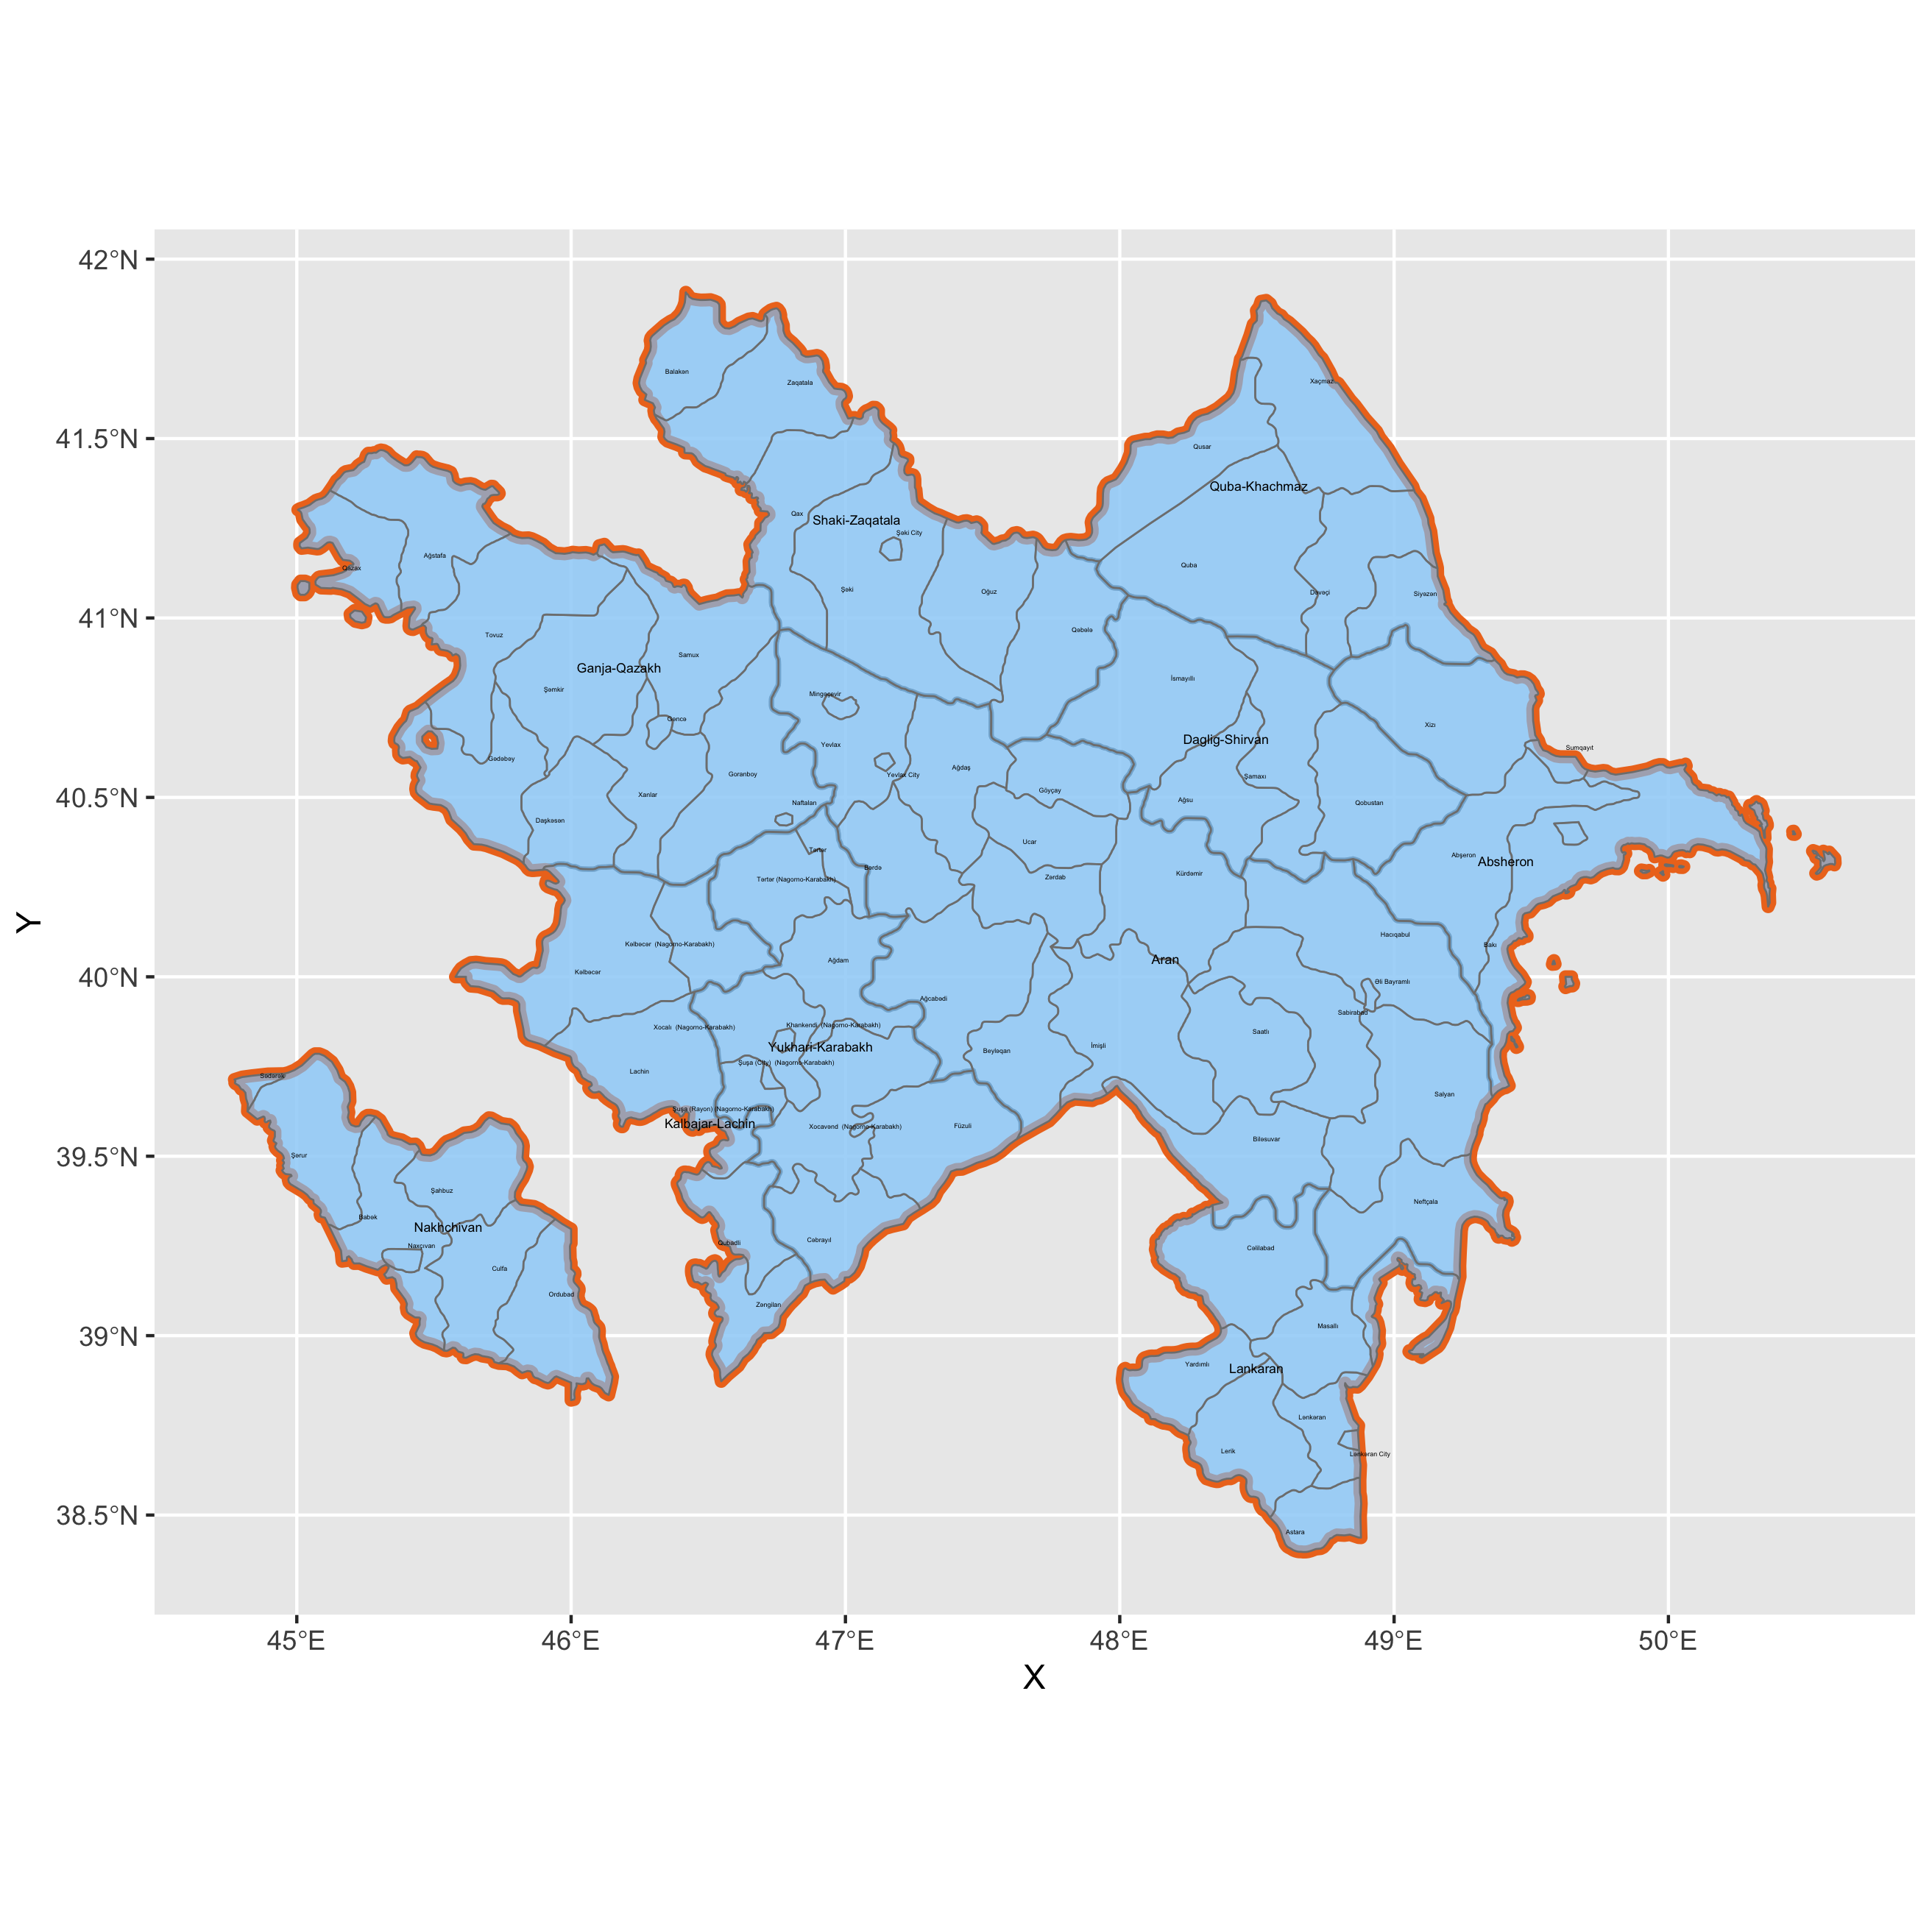 42°N
41.5°N
41°N
40.5°N
40°N
39.5°N
39°N
38.5°N
Y
45°E
46°E
47°E
48°E
49°E
50°E
X
Balakən
Zaqatala
Xaçmaz
Qusar
Quba-Khachmaz
Qax
Shaki-Zaqatala
Şəki City
Ağstafa
Qazax
Quba
Şəki
Oğuz
Dəvəçi
Siyəzən
Qəbələ
Tovuz
Samux
Ganja-Qazakh
İsmayıllı
Şəmkir
Mingəçevir
Gəncə
Xızı
Daglig-Shirvan
Yevlax
Sumqayıt
Gədəbəy
Ağdaş
Goranboy
Yevlax City
Şamaxı
Göyçay
Xanlar
Ağsu
Naftalan
Qobustan
Daşkəsən
Ucar
Tərtər
Abşeron
Absheron
Bərdə
Kürdəmir
Zərdab
Tərtər (Nagorno-Karabakh)
Hacıqabul
Kəlbəcər (Nagorno-Karabakh)
Bakı
Aran
Ağdam
Kəlbəcər
Əli Bayramlı
Ağcabədi
Sabirabad
Xocalı (Nagorno-Karabakh)
Khankendi (Nagorno-Karabakh)
Saatlı
Yukhari-Karabakh
Beyləqan
İmişli
Şuşa (City) (Nagorno-Karabakh)
Lachin
Sədərək
Salyan
Şuşa (Rayon) (Nagorno-Karabakh)
Kalbajar-Lachin
Xocavənd (Nagorno-Karabakh)
Füzuli
Biləsuvar
Şərur
Şahbuz
Neftçala
Babək
Nakhchivan
Naxçıvan
Qubadlı
Cəbrayıl
Cəlilabad
Culfa
Ordubad
Zəngilan
Masallı
Yardımlı
Lankaran
Lənkəran
Lerik
Lənkəran City
Astara